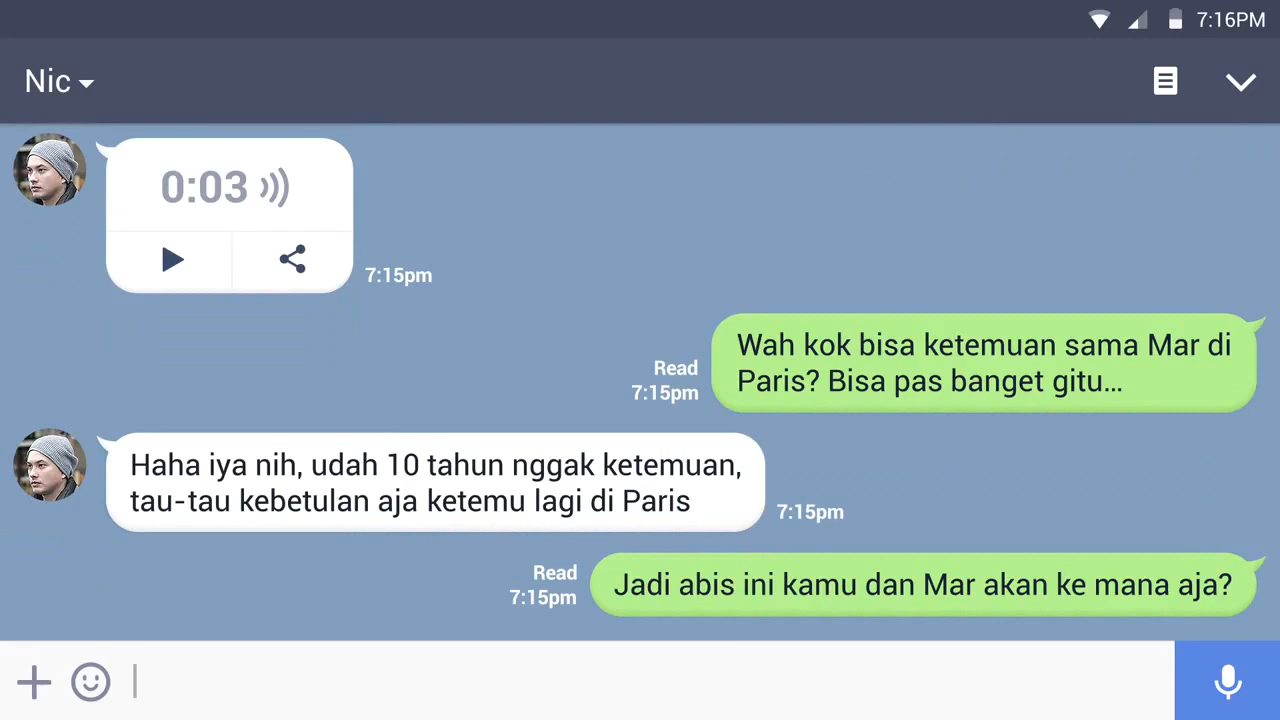 7:16PM
Nic
0:03
7:15pm
Wah kok bisa ketemuan sama Mar di
Paris? Bisa pas banget gitu...
Read
7:15pm
Haha iya nih, udah 10 tahun nggak ketemuan,
tau-tau kebetulan aja ketemu lagi di Paris
7:15pm
Jadi abis ini kamu dan Mar akan ke mana aja?
Read
7:15pm